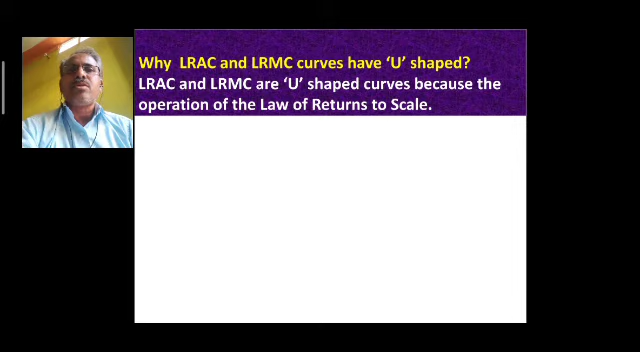 Why LRAC and LRMC curves have ‘U’ shaped?
LRAC and LRMC are ‘U’ shaped curves because the
operation of the Law of Returns to Scale.